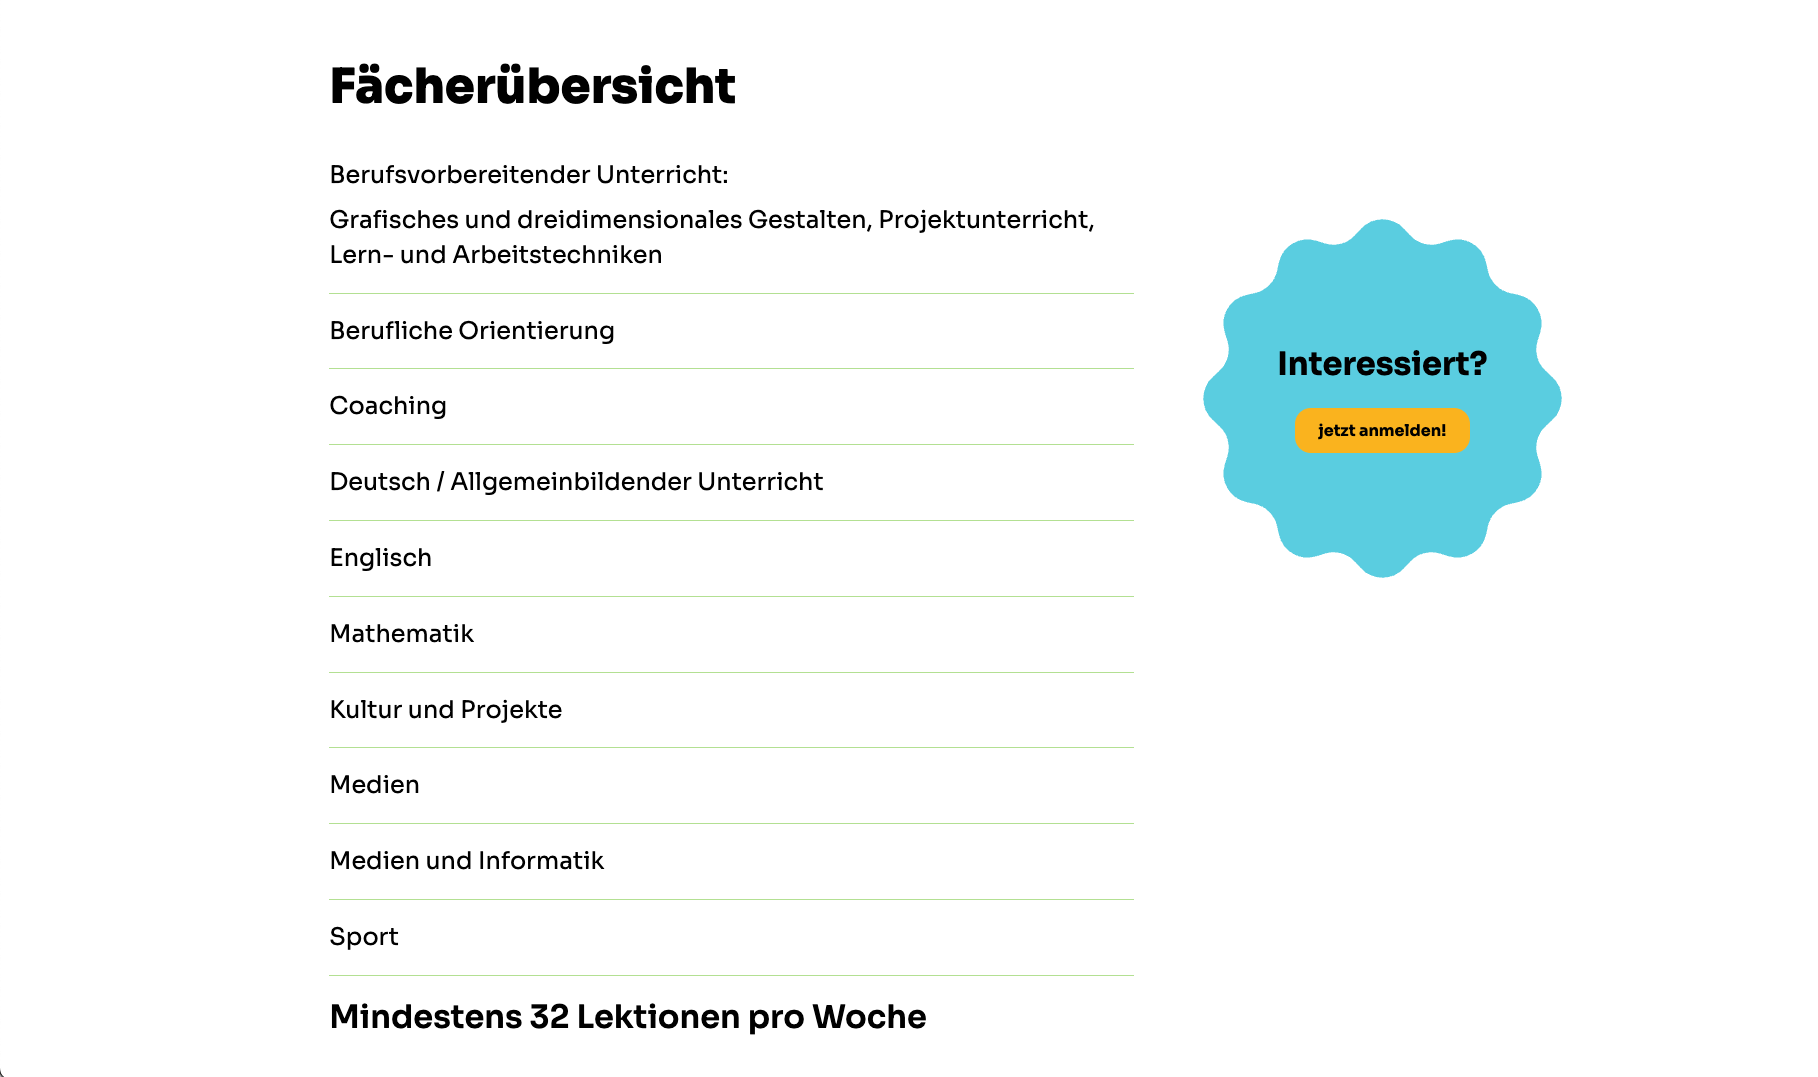 Fächerübersicht
Berufsvorbereitender Unterricht:
Grafisches und dreidimensionales Gestalten, Projektunterricht,
Lern- und Arbeitstechniken
Berufliche Orientierung
Coaching
Deutsch / Allgemeinbildender Unterricht
Englisch
Mathematik
Kultur und Projekte
Medien
Medien und Informatik
Sport
Mindestens 32 Lektionen pro Woche
Interessiert?
jetzt anmelden!